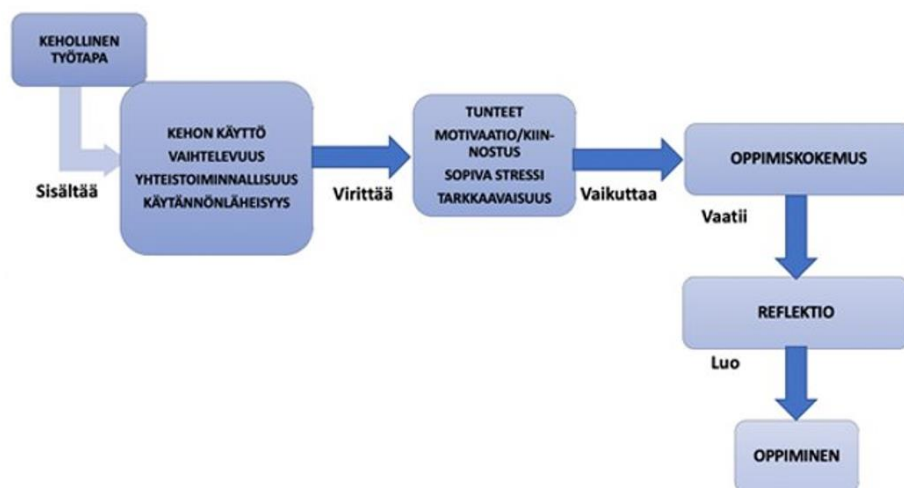 KEHOLLINEN
TYÖTAPA
Sisältää
KEHON KÄYTTÖ
VAIHTELEVUUS
YHTEISTOIMINNALLISUUS
KÄYTÄNNÖNLÄHEISYYS
Virittää
TUNTEET
MOTIVAATIO/KIIN-
NOSTUS
SOPIVA STRESSI
TARKKAAVAISUUS
Vaikuttaa
OPPIMISKOKEMUS
Vaatii
REFLEKTIO
Luo
OPPIMINEN